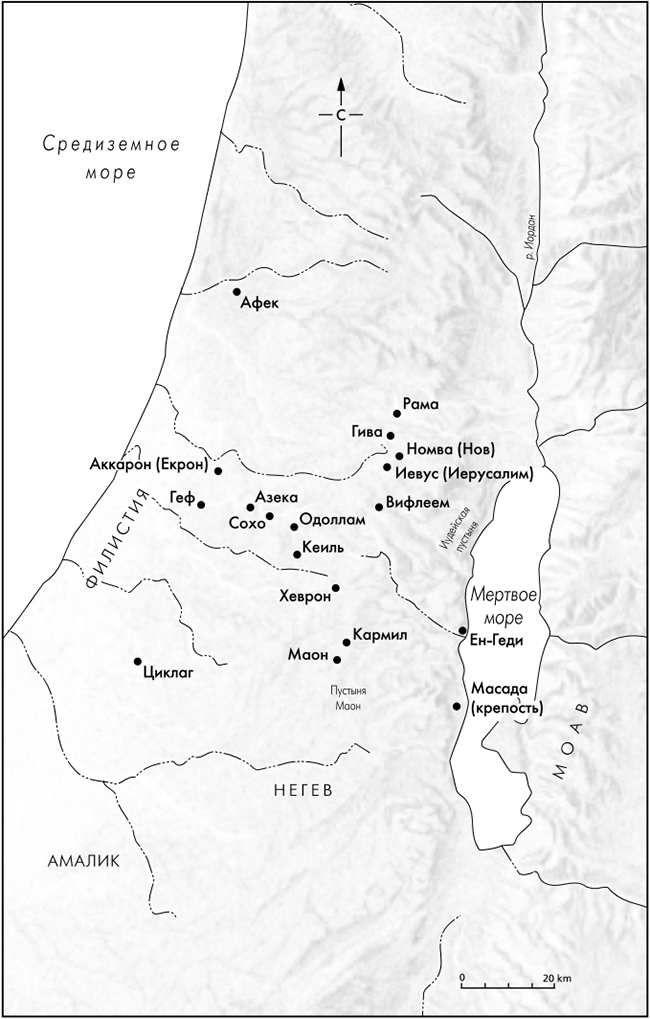 С
Средиземное
море
р. Иордан
Афек
Рама
Гива
Номва (Нов)
Аккарон (Екрон)
Иевус (Иерусалим)
Геф
Азека
Вифлеем
Сохо
Одоллам
ФИЛИСТИЯ
Иудейская
пустыня
Кеиль
Хеврон
Мертвое
море
Кармил
Ен-Геди
Маон
Циклаг
Пустыня
Маон
Масада
(крепость)
МОАВ
НЕГЕВ
АМАЛИК
0 20 km